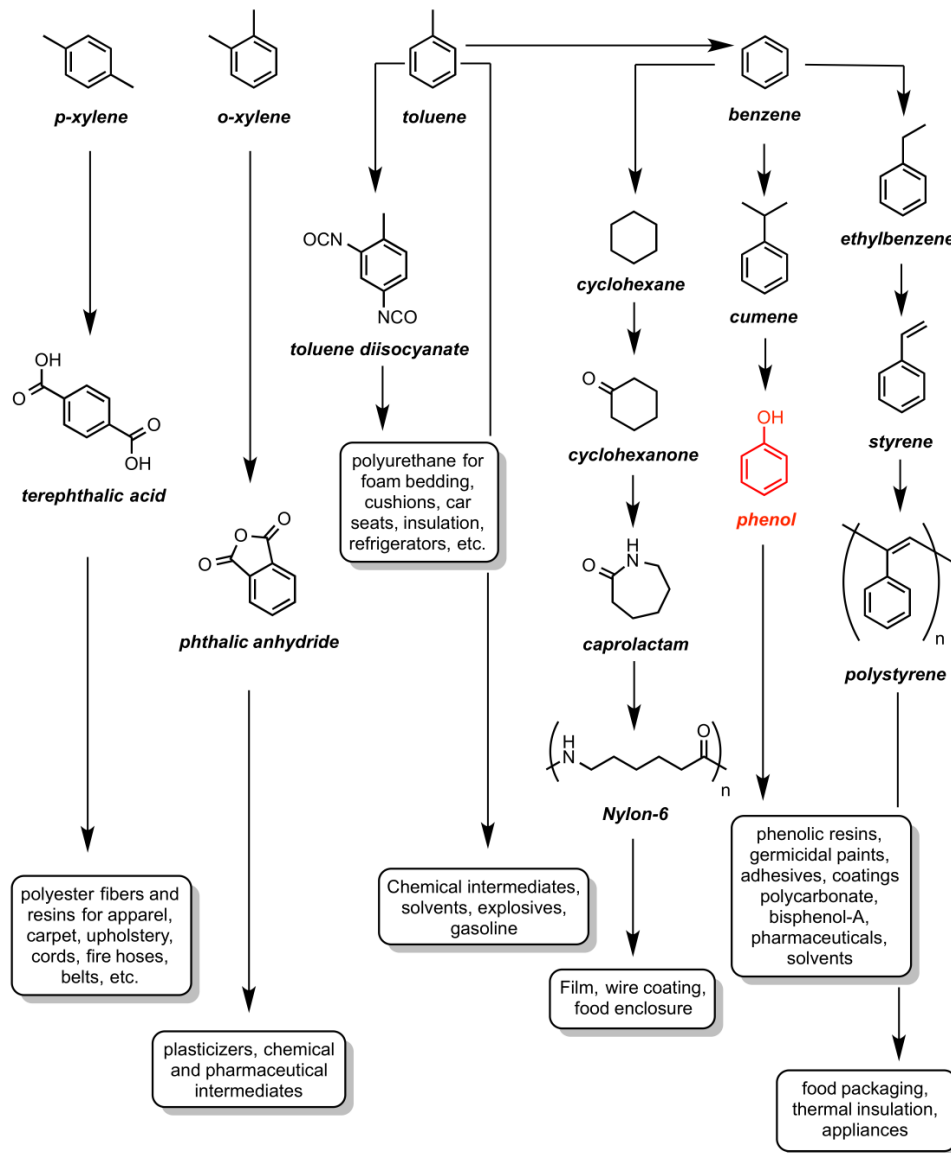 p-xylene
o-xylene
toluene
benzene
OCN
NCO
toluene diisocyanate
cyclohexane
cumene
ethylbenzene
OH
O
O
OH
terephthalic acid
O
cyclohexanone
OH
phenol
styrene
polyurethane for
foam bedding,
cushions, car
seats, insulation,
refrigerators, etc.
O
O
O
phthalic anhydride
H
N
O
caprolactam
n
polystyrene
H
N
O
n
Nylon-6
polyester fibers and
resins for apparel,
carpet, upholstery,
cords, fire hoses,
belts, etc.
Chemical intermediates,
solvents, explosives,
gasoline
phenolic resins,
germicidal paints,
adhesives, coatings
polycarbonate,
bisphenol-A,
pharmaceuticals,
solvents
Film, wire coating,
food enclosure
plasticizers, chemical
and pharmaceutical
intermediates
food packaging,
thermal insulation,
appliances